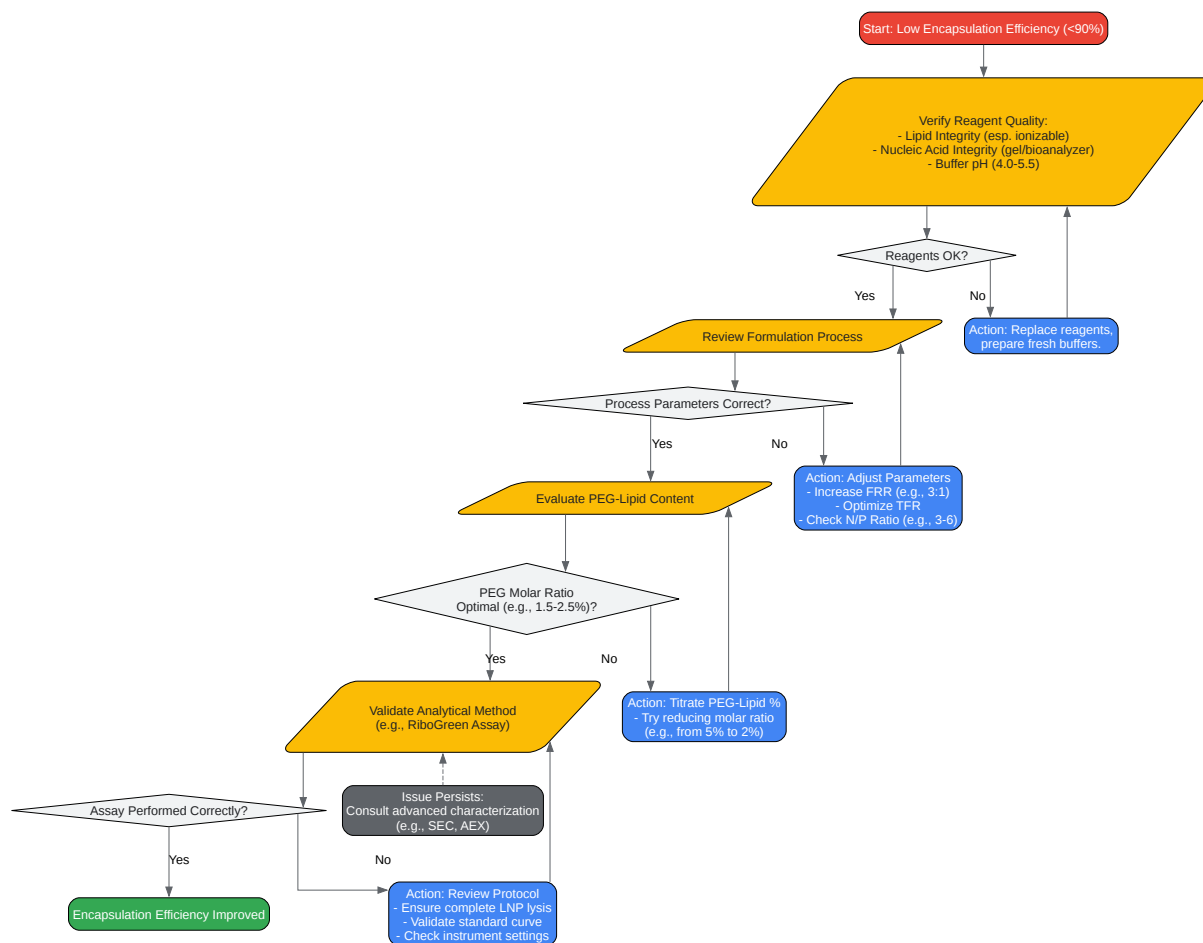 Start: Low Encapsulation Efficiency (<90%)
Verify Reagent Quality:
- Lipid Integrity (esp. ionizable)
- Nucleic Acid Integrity (gel/bioanalyzer)
- Buffer pH (4.0-5.5)
Reagents OK?
Yes
No
Review Formulation Process
Action: Replace reagents,
prepare fresh buffers.
Process Parameters Correct?
Yes
No
Action: Adjust Parameters
- Increase FRR (e.g., 3:1)
- Optimize TFR
- Check N/P Ratio (e.g., 3-6)
Evaluate PEG-Lipid Content
PEG Molar Ratio
Optimal (e.g., 1.5-2.5%)?
Yes
No
Action: Titrate PEG-Lipid %
- Try reducing molar ratio
(e.g., from 5% to 2%)
Validate Analytical Method
(e.g., RiboGreen Assay)
Issue Persists:
Consult advanced characterization
(e.g., SEC, AEX)
Assay Performed Correctly?
Yes
No
Encapsulation Efficiency Improved
Action: Review Protocol
- Ensure complete LNP lysis
- Validate standard curve
- Check instrument settings